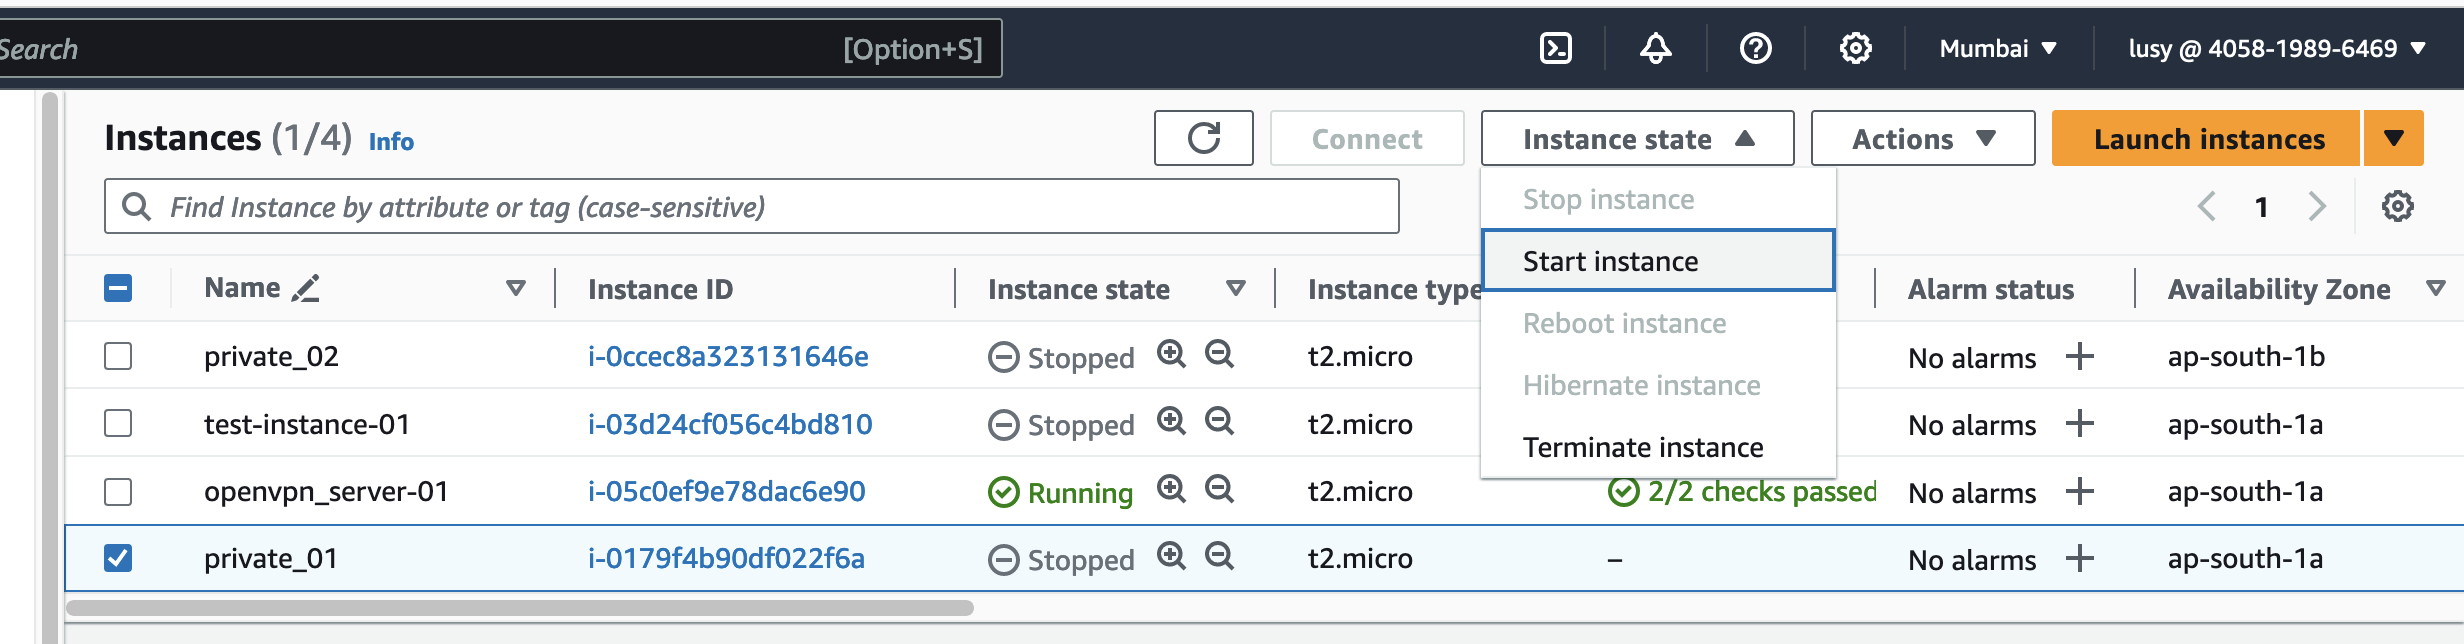 Search [Option+S] Mumbai lusy @ 4058-1989-6469
Instances (1/4) Info Connect Instance state Actions Launch instances
Find Instance by attribute or tag (case-sensitive)
1
Stop instance
Start instance
Reboot instance
Hibernate instance
Terminate instance
Name Instance ID Instance state Instance type Alarm status Availability Zone
private_02 i-0ccec8a323131646e Stopped t2.micro No alarms ap-south-1b
test-instance-01 i-03d24cf056c4bd810 Stopped t2.micro No alarms ap-south-1a
openvpn_server-01 i-05c0ef9e78dac6e90 Running t2.micro 2/2 checks passed No alarms ap-south-1a
private_01 i-0179f4b90df022f6a Stopped t2.micro – No alarms ap-south-1a